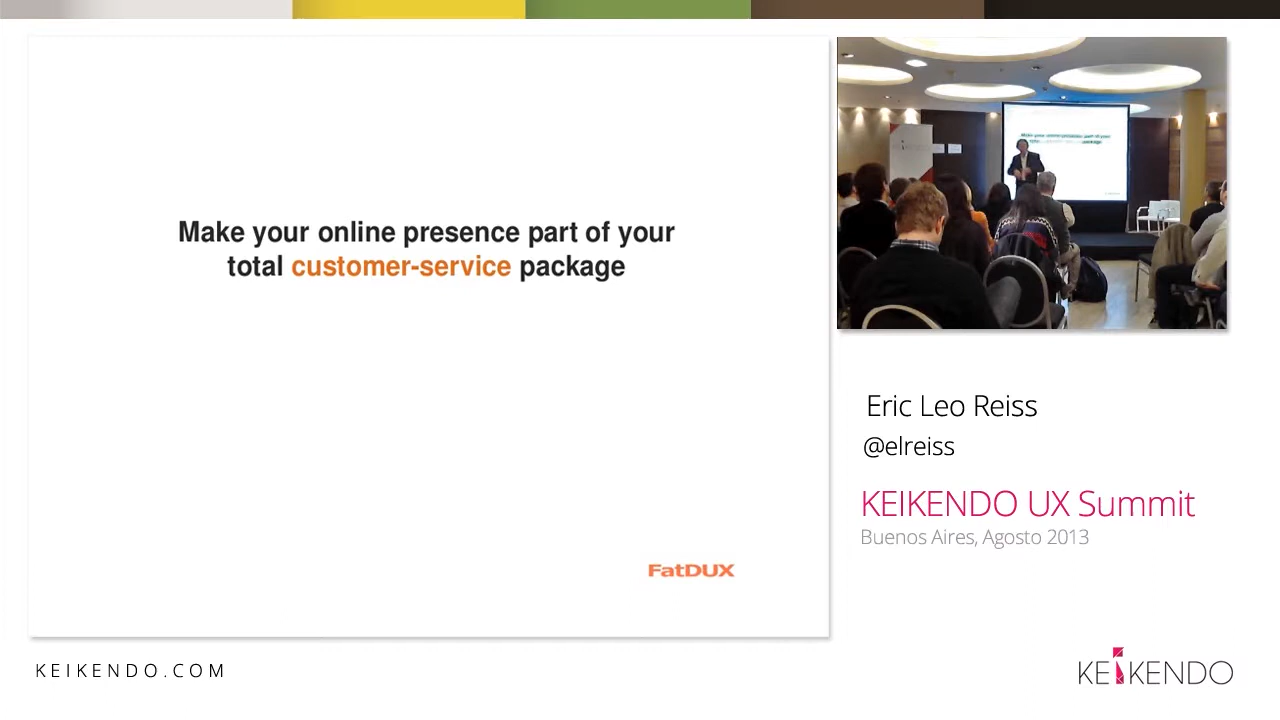 Make your online presence part of your
total customer-service package
FatDUX
Eric Leo Reiss
@elreiss
KEIKENDO UX Summit
Buenos Aires, Agosto 2013
KEIKENDO.COM
KEIKENDO